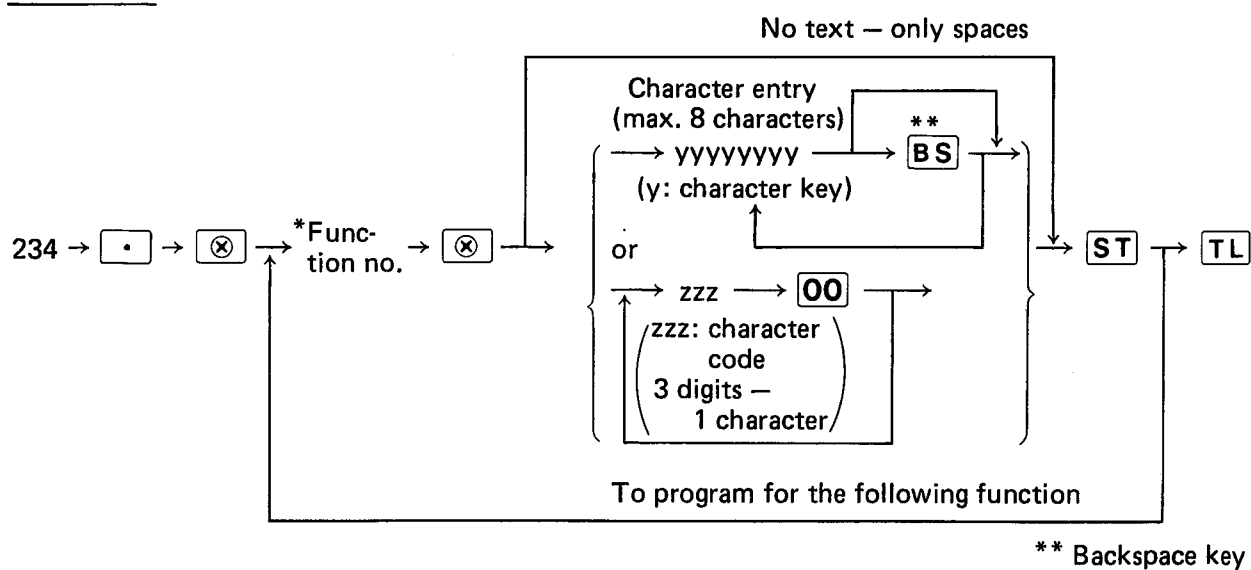 No text — only spaces
Character entry
(max. 8 characters)
**
→ yyyyyyyy → BS →
(y: character key)
234 → • → ⊗ → *Func-
tion no. → ⊗ → → ST → TL
or
→ zzz → 00 →
(zzz: character
code
3 digits —
1 character)
To program for the following function
** Backspace key